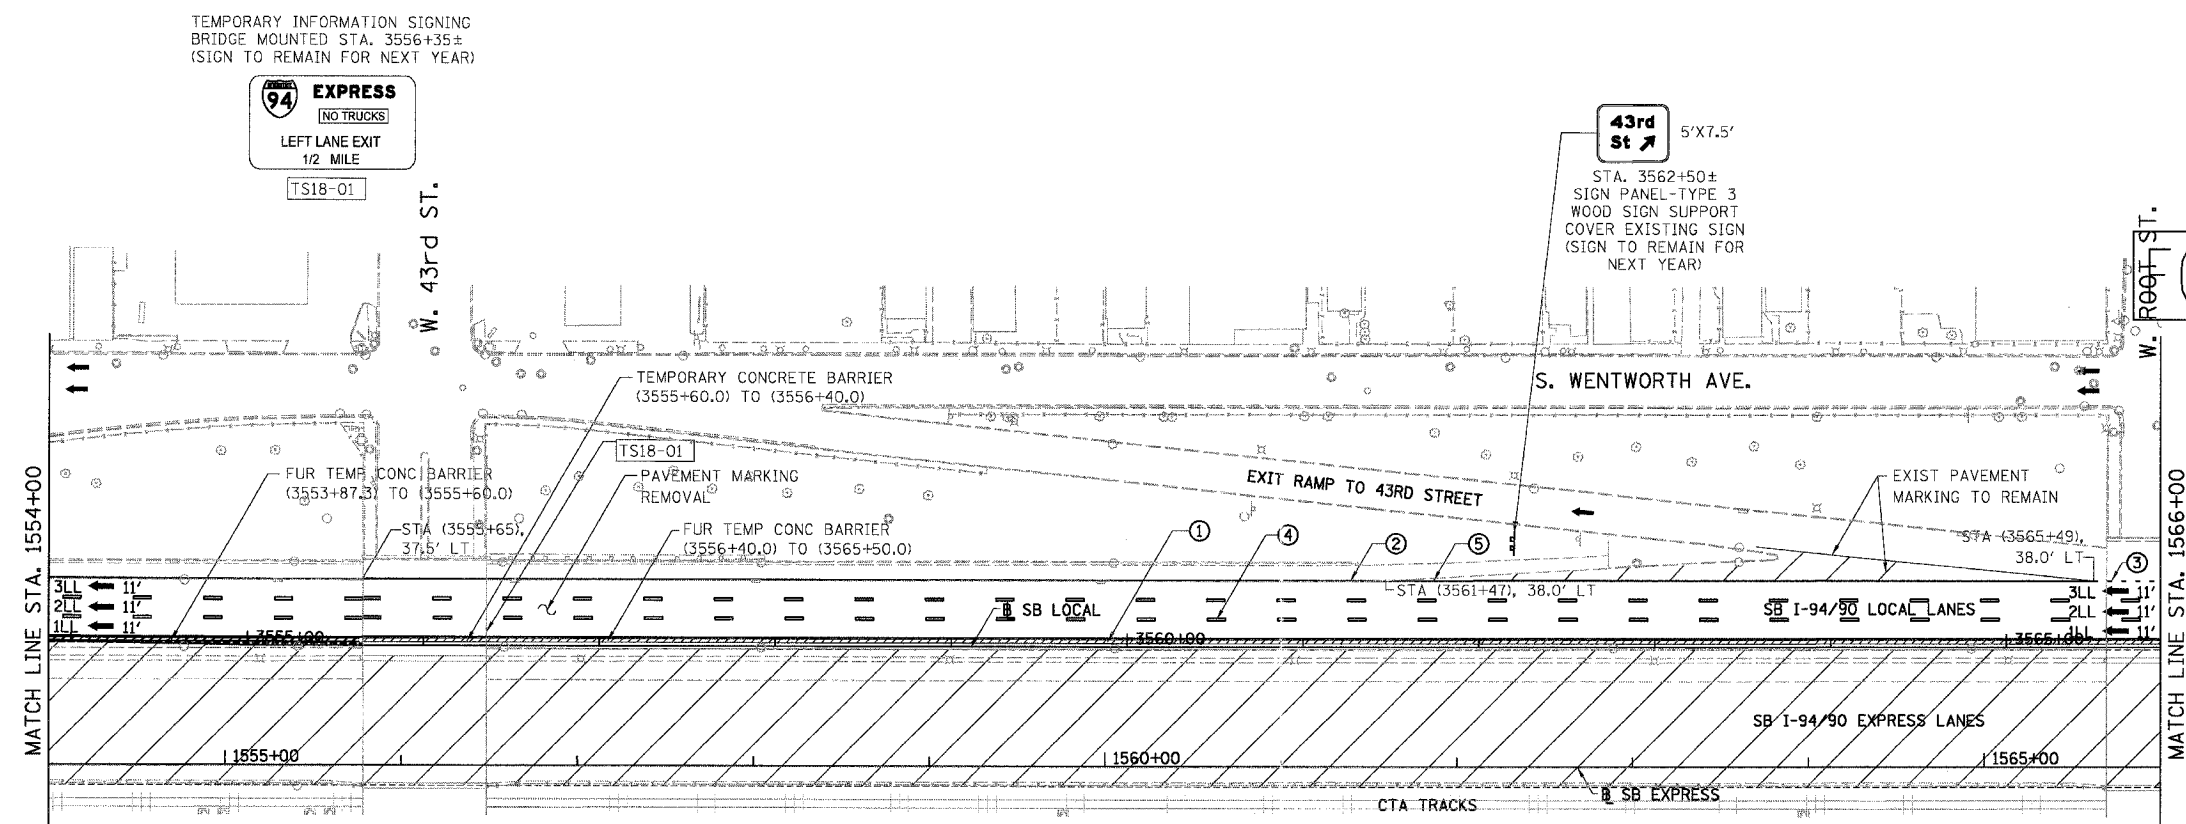 TEMPORARY INFORMATION SIGNING
BRIDGE MOUNTED STA. 3556+35±
(SIGN TO REMAIN FOR NEXT YEAR)
94
EXPRESS
NO TRUCKS
LEFT LANE EXIT
1/2 MILE
TS18-01
W. 43rd ST.
43rd
St
5'X7.5'
STA. 3562+50±
SIGN PANEL-TYPE 3
WOOD SIGN SUPPORT
COVER EXISTING SIGN
(SIGN TO REMAIN FOR
NEXT YEAR)
W. ROOT ST.
S. WENTWORTH AVE.
TEMPORARY CONCRETE BARRIER
(3555+60.0) TO (3556+40.0)
TS18-01
PAVEMENT MARKING
REMOVAL
FUR TEMP CONC BARRIER
(3553+87.3) TO (3555+60.0)
STA (3555+65),
37.5' LT
FUR TEMP CONC BARRIER
(3556+40.0) TO (3565+50.0)
EXIT RAMP TO 43RD STREET
EXIST PAVEMENT
MARKING TO REMAIN
STA (3565+49),
38.0' LT
1
4
2
5
3
STA (3561+47), 38.0' LT
3LL 11'
2LL 11'
1LL 11'
3LL 11'
2LL 11'
1LL 11'
B SB LOCAL
SB I-94/90 LOCAL LANES
3555+00
3560+00
3565+00
SB I-94/90 EXPRESS LANES
1555+00
1560+00
1565+00
B SB EXPRESS
CTA TRACKS
MATCH LINE STA. 1554+00
MATCH LINE STA. 1566+00